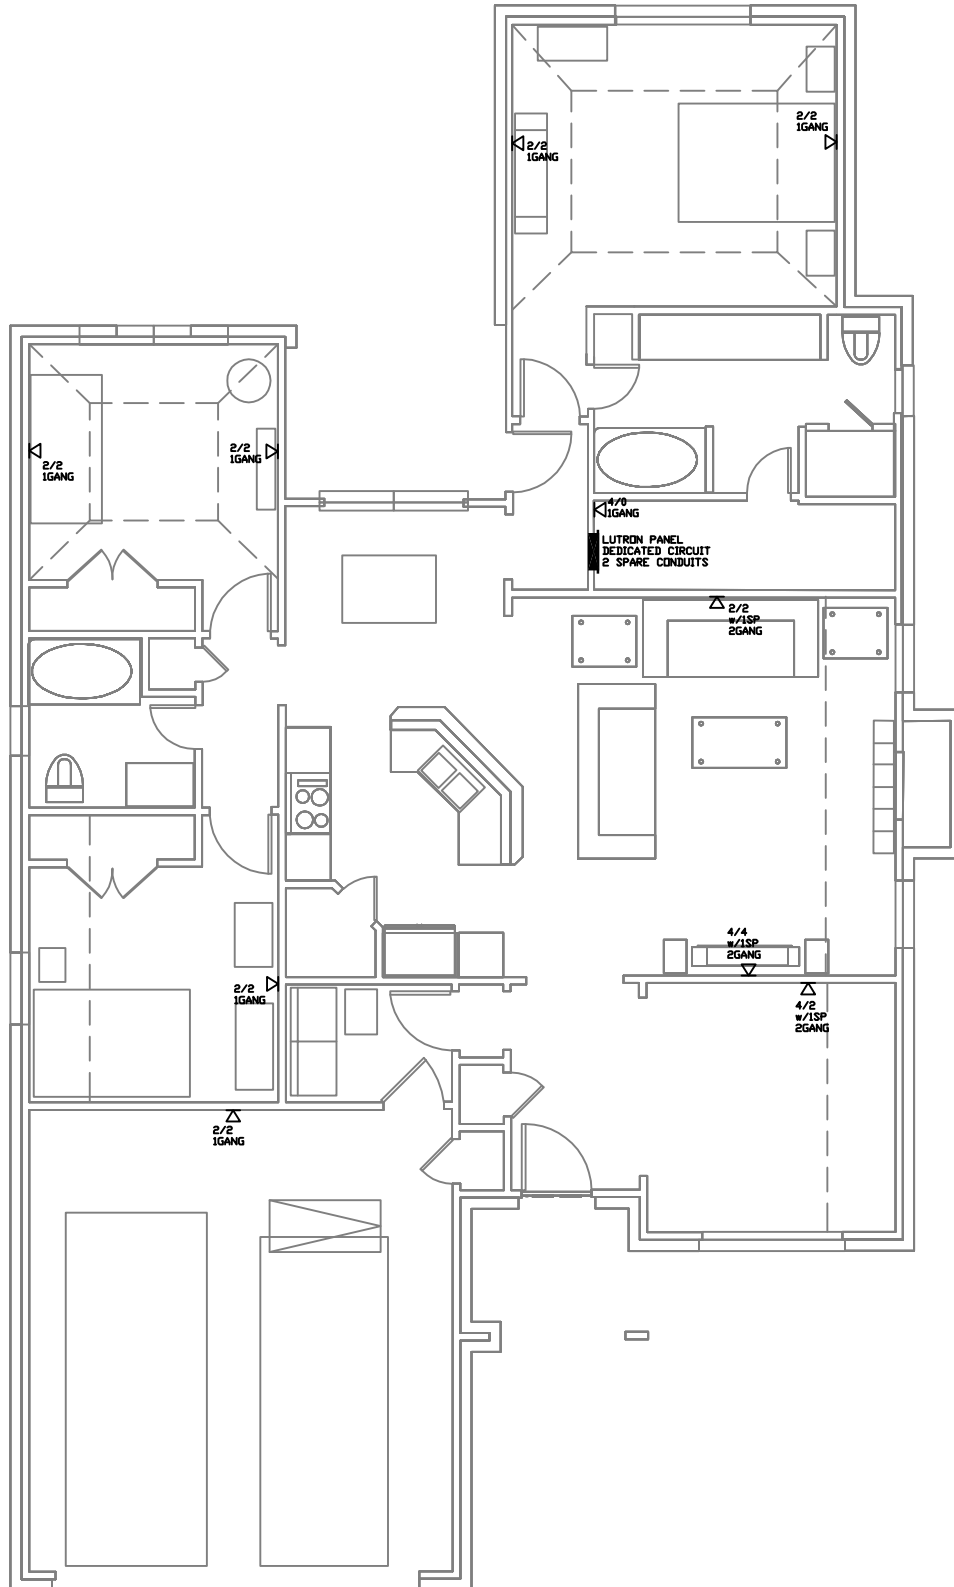 2/2
1GANG
2/2
1GANG
2/2
1GANG
2/2
1GANG
4/0
1GANG
LUTRON PANEL
DEDICATED CIRCUIT
2 SPARE CONDUITS
2/2
w/1SP
2GANG
4/4
w/1SP
2GANG
2/2
1GANG
4/2
w/1SP
2GANG
2/2
1GANG